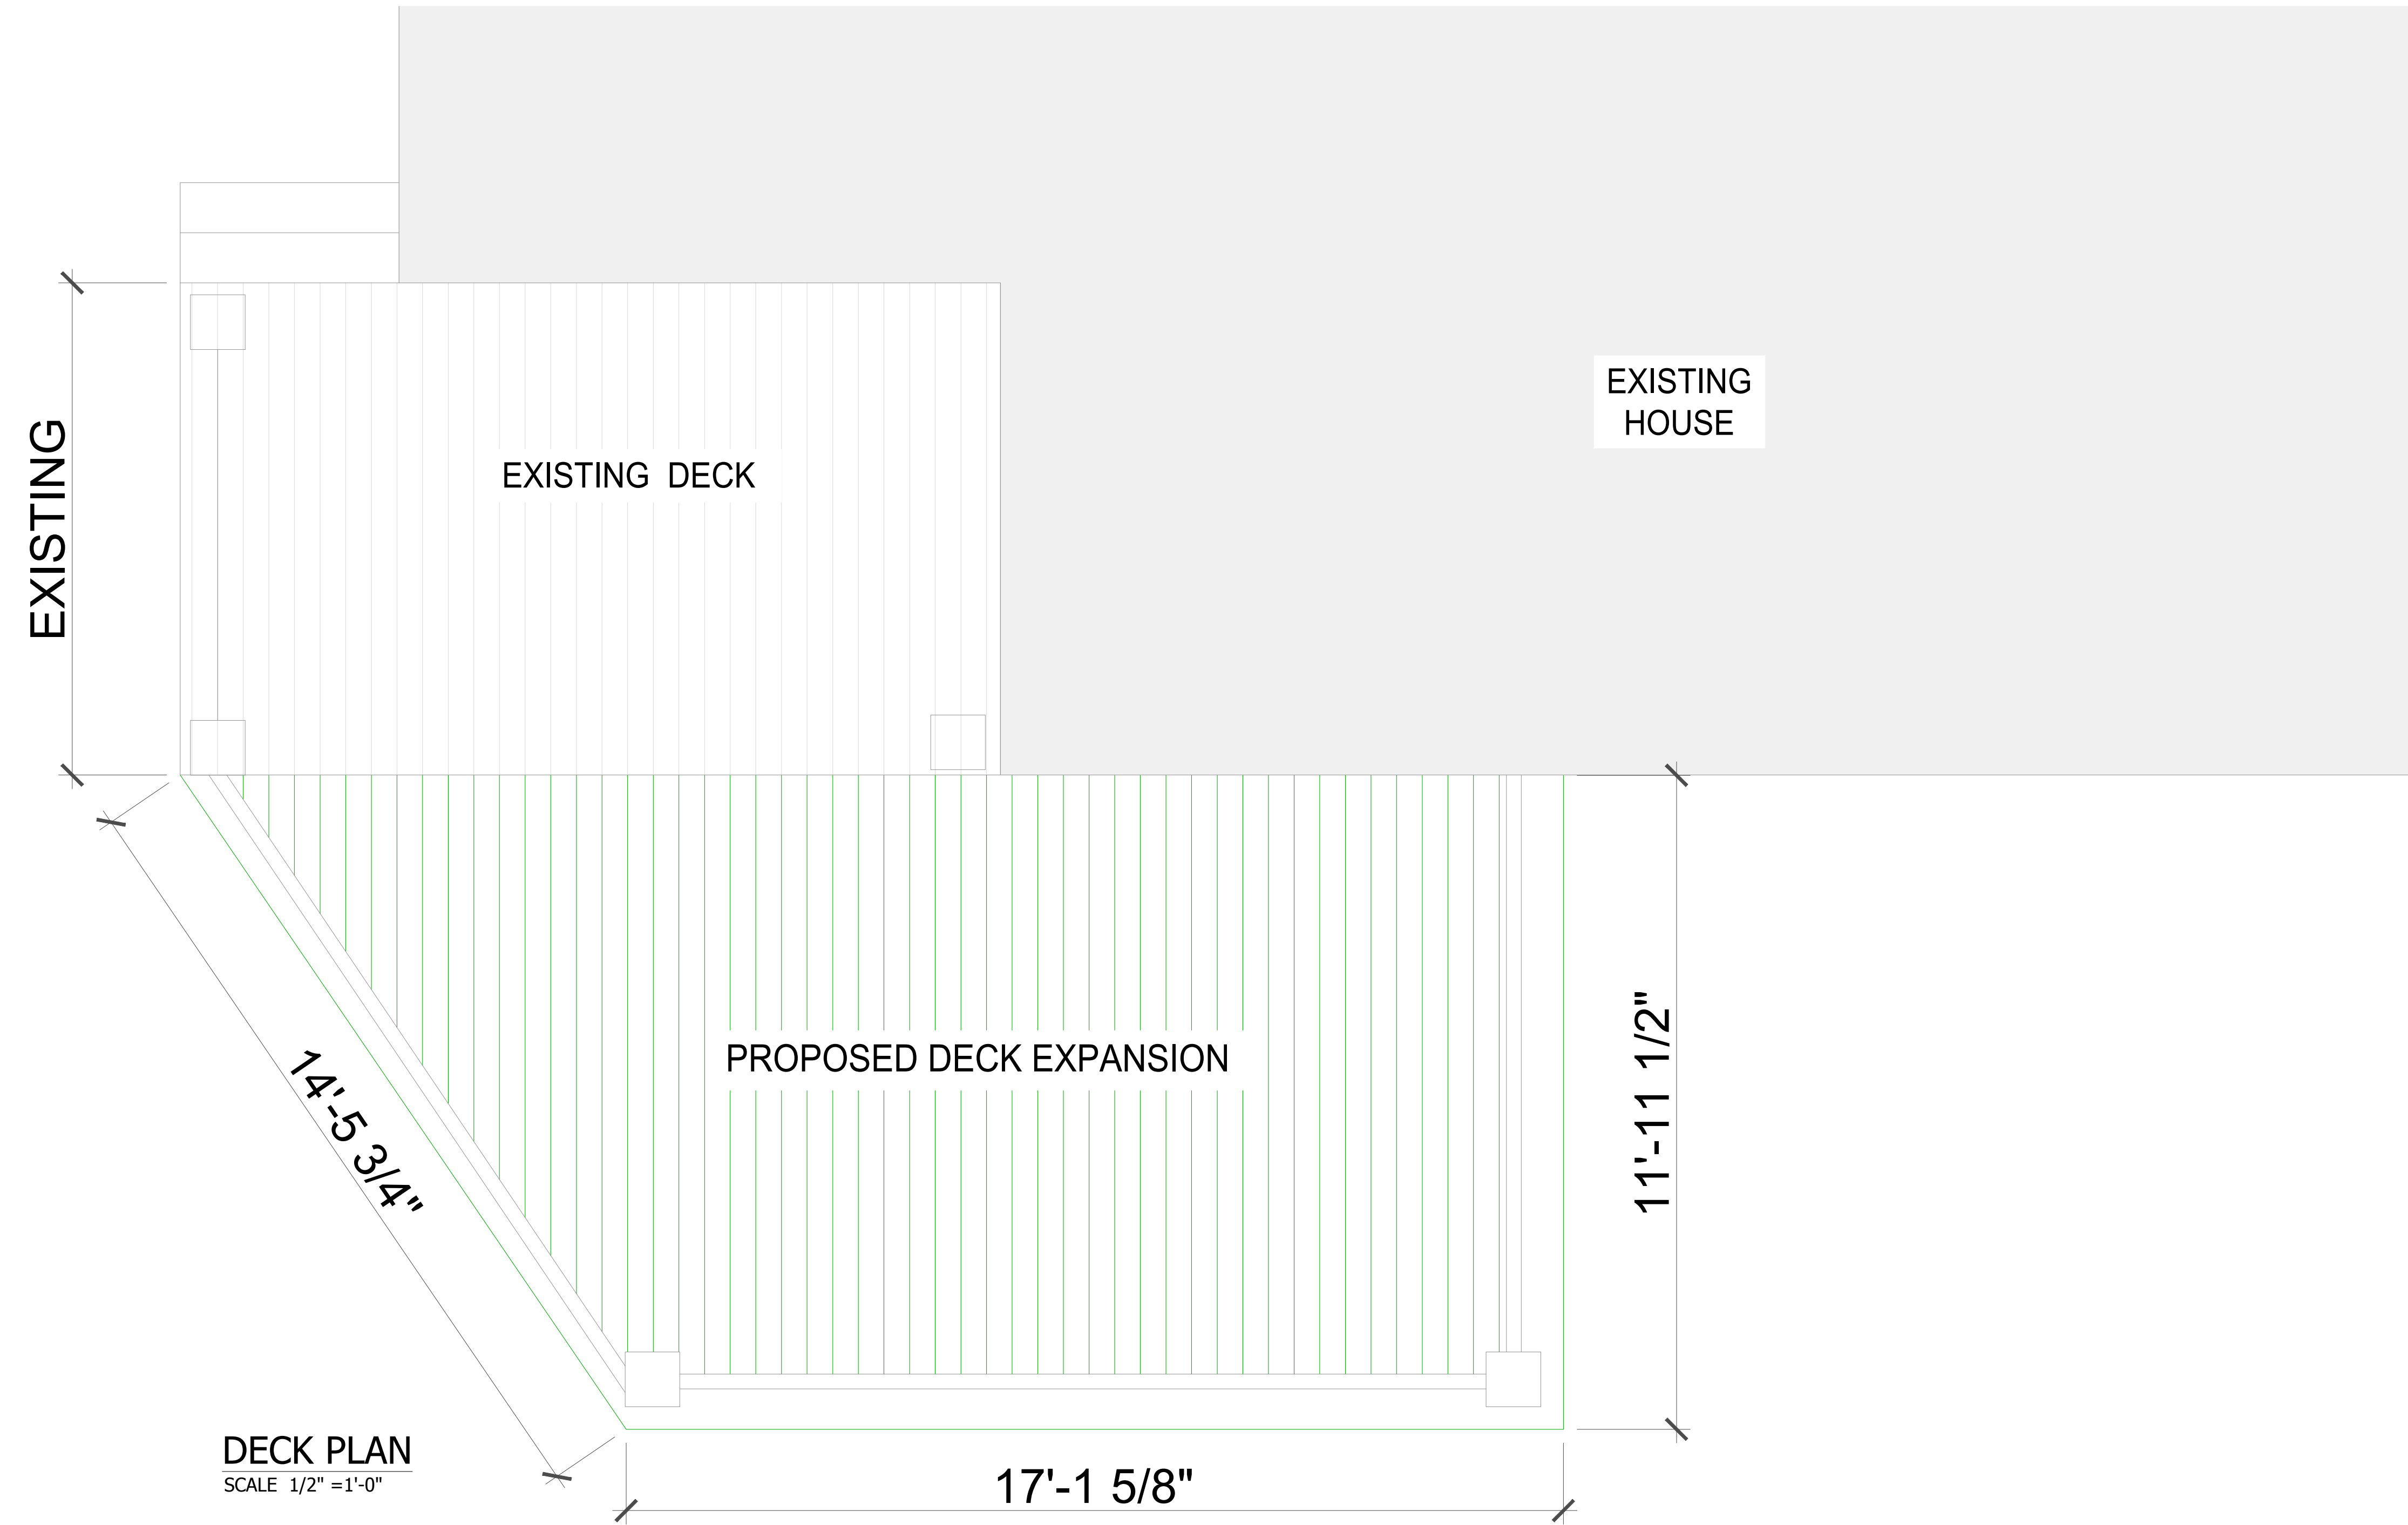 EXISTING
HOUSE
EXISTING DECK
EXISTING
PROPOSED DECK EXPANSION
14'-5 3/4"
11'-11 1/2"
17'-1 5/8"
DECK PLAN
SCALE 1/2" =1'-0"